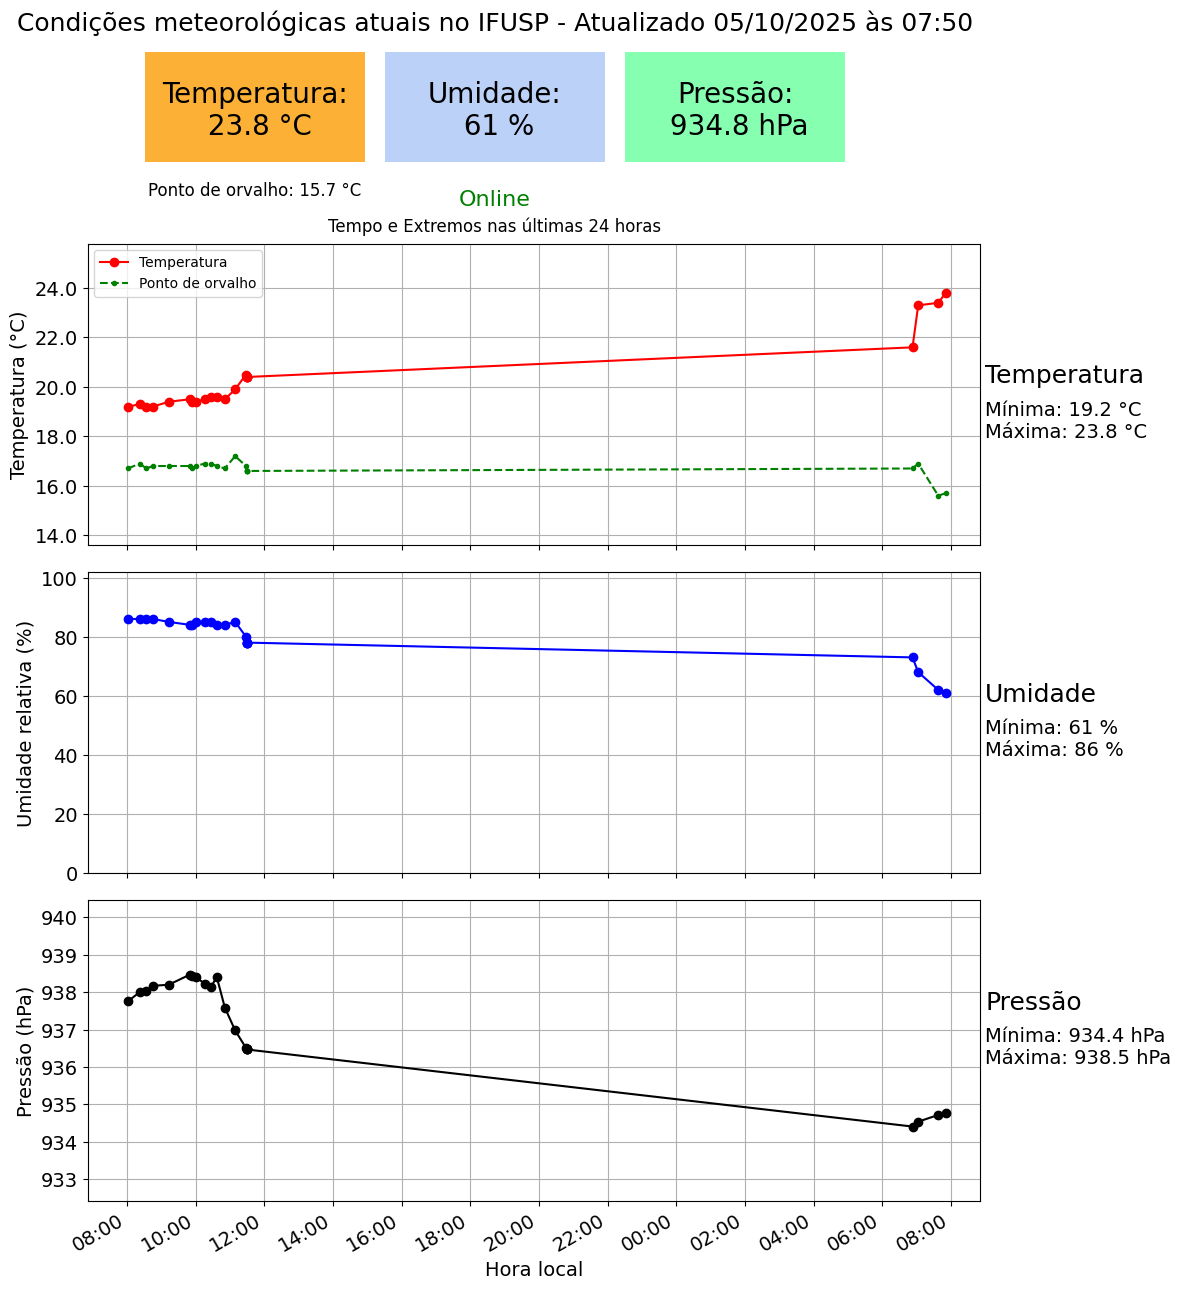 Condições meteorológicas atuais no IFUSP - Atualizado 05/10/2025 às 07:50
Temperatura:
23.8 °C
Umidade:
61 %
Pressão:
934.8 hPa
Ponto de orvalho: 15.7 °C
Online
Tempo e Extremos nas últimas 24 horas
Temperatura
Ponto de orvalho
Temperatura (°C)
24.0
22.0
20.0
18.0
16.0
14.0
Temperatura
Mínima: 19.2 °C
Máxima: 23.8 °C
Umidade relativa (%)
100
80
60
40
20
0
Umidade
Mínima: 61 %
Máxima: 86 %
Pressão (hPa)
940
939
938
937
936
935
934
933
Pressão
Mínima: 934.4 hPa
Máxima: 938.5 hPa
08:00 10:00 12:00 14:00 16:00 18:00 20:00 22:00 00:00 02:00 04:00 06:00 08:00
Hora local